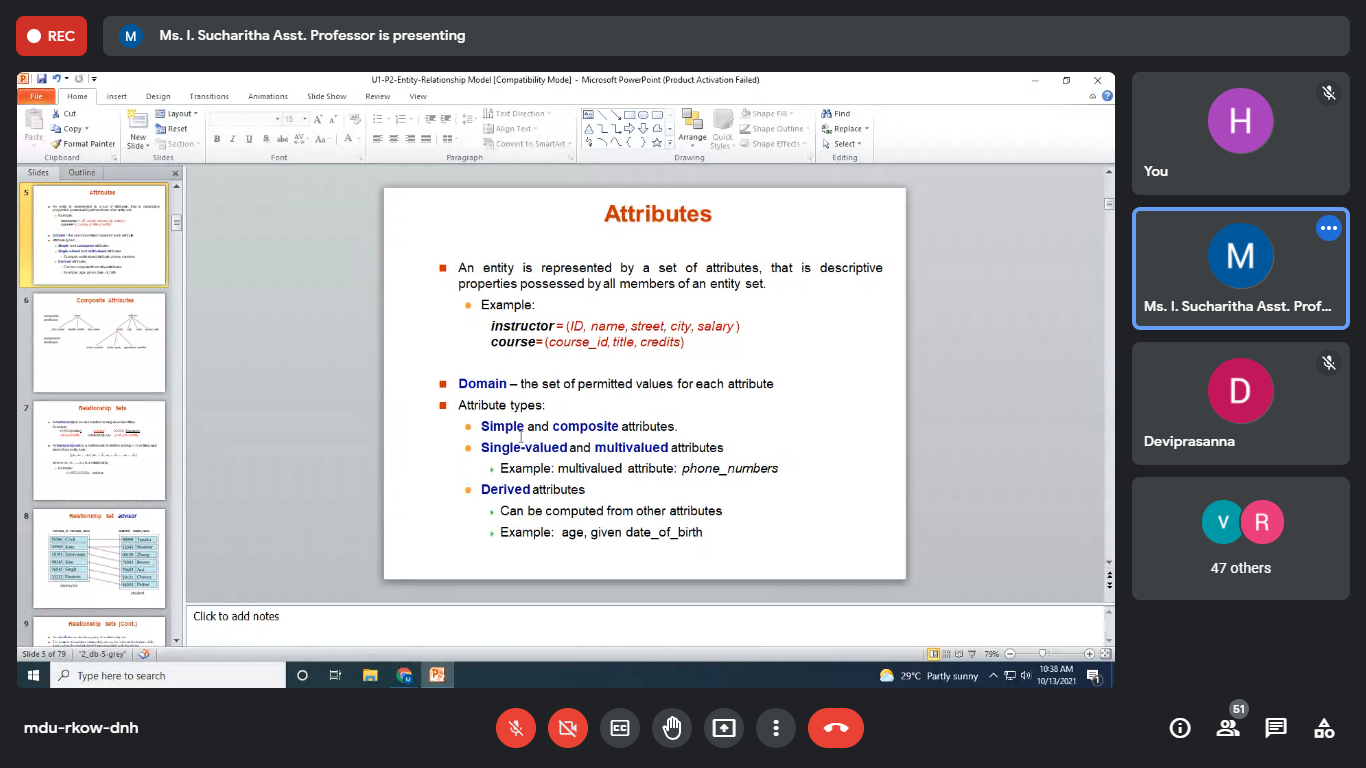 REC
M
Ms. I. Sucharitha Asst. Professor is presenting
U1-P2-Entity-Relationship Model [Compatibility Mode] - Microsoft PowerPoint (Product Activation Failed)
File Home Insert Design Transitions Animations Slide Show Review View
Paste
Cut
Copy
Format Painter
Clipboard
New
Slide
Layout
Reset
Section
Slides
18
Font
Text Direction
Align Text
Convert to SmartArt
Paragraph
Arrange
Quick
Styles
Shape Fill
Shape Outline
Shape Effects
Drawing
Find
Replace
Select
Editing
Slides Outline
5
Attributes
6
Composite Attributes
7
Relationship Sets
8
Relationship Set advisor
9
Relationship Sets (Cont.)
Attributes
An entity is represented by a set of attributes, that is descriptive
properties possessed by all members of an entity set.
Example:
instructor = (ID, name, street, city, salary )
course= (course_id, title, credits)
Domain – the set of permitted values for each attribute
Attribute types:
Simple and composite attributes.
Single-valued and multivalued attributes
Example: multivalued attribute: phone_numbers
Derived attributes
Can be computed from other attributes
Example: age, given date_of_birth
Click to add notes
Slide 5 of 79 "2_db-5-grey" 79%
Type here to search
29°C Partly sunny
10:38 AM
10/13/2021
1
H
You
M
Ms. I. Sucharitha Asst. Prof...
D
Deviprasanna
V R
47 others
mdu-rkow-dnh
CC
51